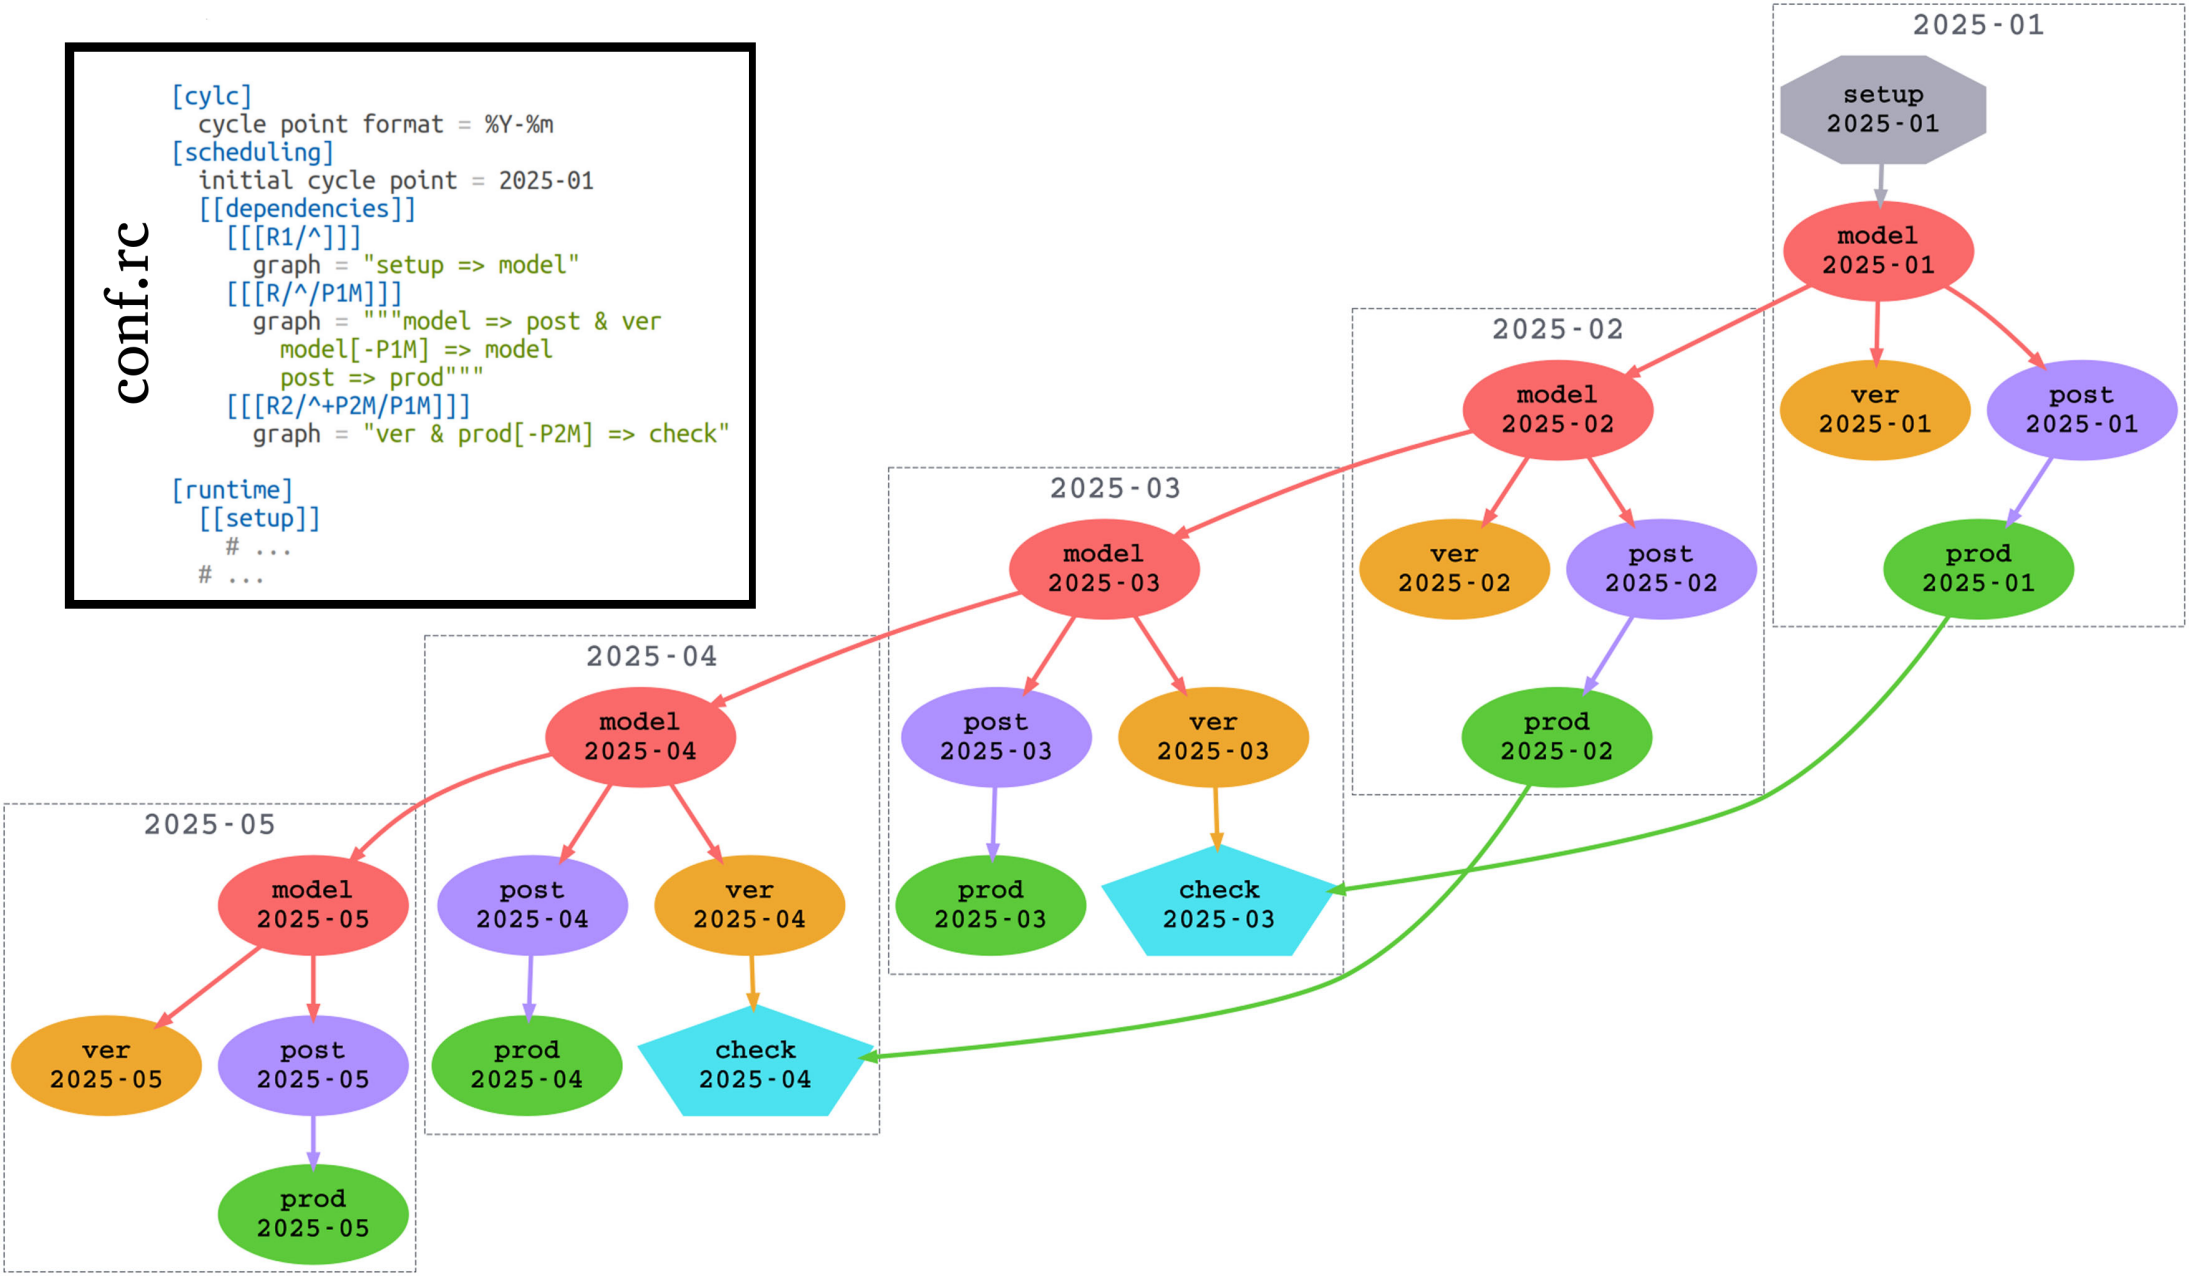 conf.rc
[cylc]
cycle point format = %Y-%m
[scheduling]
initial cycle point = 2025-01
[[dependencies]]
[[[R1/^]]]
graph = "setup => model"
[[[R/^/P1M]]]
graph = """model => post & ver
model[-P1M] => model
post => prod"""
[[[R2/^+P2M/P1M]]]
graph = "ver & prod[-P2M] => check"
[runtime]
[[setup]]
# ...
# ...
2025-01
setup
2025-01
model
2025-01
ver
2025-01
post
2025-01
prod
2025-01
2025-02
model
2025-02
ver
2025-02
post
2025-02
prod
2025-02
2025-03
model
2025-03
post
2025-03
ver
2025-03
prod
2025-03
check
2025-03
2025-04
model
2025-04
post
2025-04
ver
2025-04
prod
2025-04
check
2025-04
2025-05
model
2025-05
ver
2025-05
post
2025-05
prod
2025-05